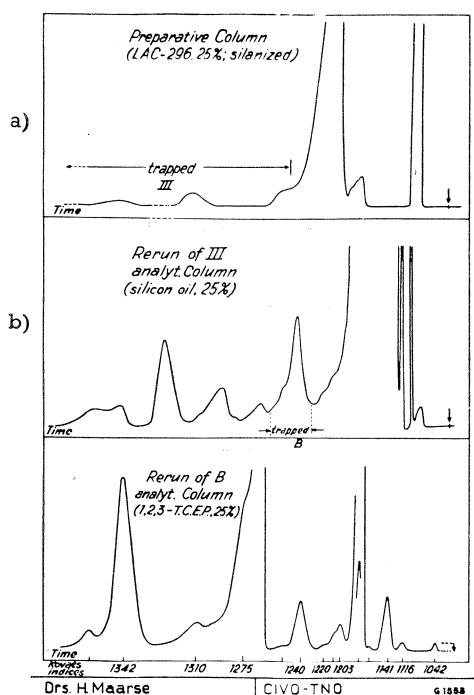 a)
Preparative Column
(LAC-296, 25%; silanized)
trapped
III
Time
b)
Rerun of III
analyt. Column
(silicon oil, 25%)
trapped
B
Time
Rerun of B
analyt. Column
(1,2,3-T.C.E.P., 25%)
Time
Kovats
indices
1342 1310 1275 1240 1220 1203 1141 1116 1042
Drs. H. Maarse CIVO-TNO